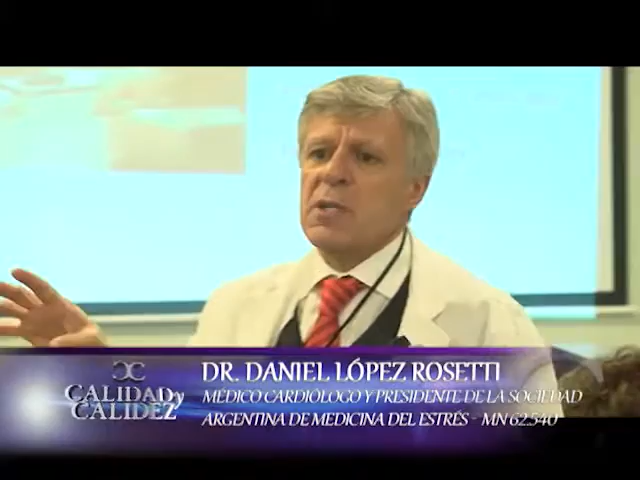 DR. DANIEL LÓPEZ ROSETTI
CALIDAD y
CALIDEZ
MÉDICO CARDIÓLOGO Y PRESIDENTE DE LA SOCIEDAD
ARGENTINA DE MEDICINA DEL ESTRÉS - MN 62.540